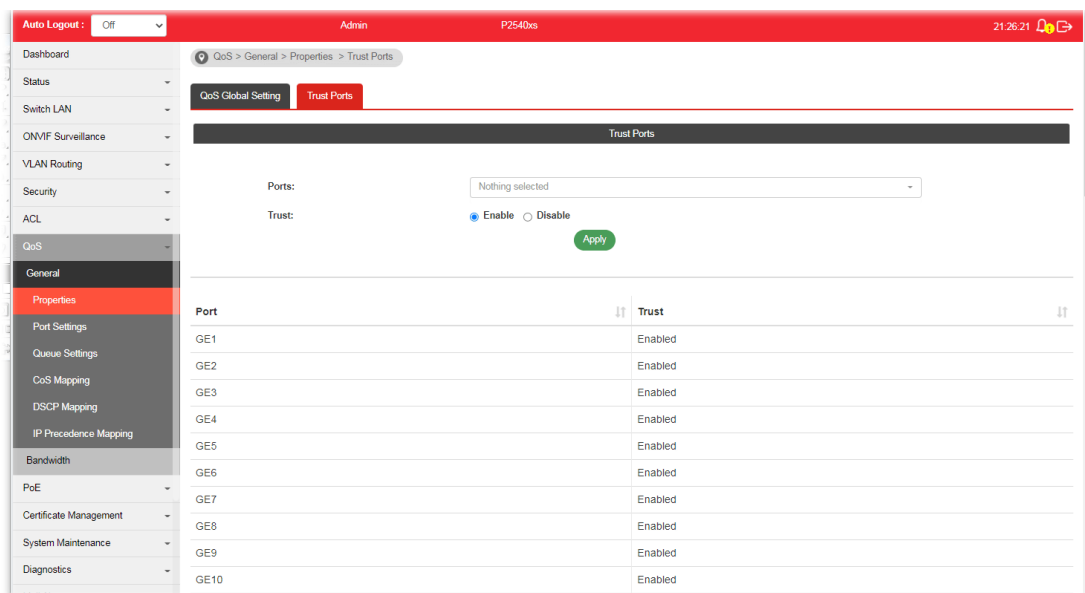 Auto Logout : Off Admin P2540xs 21:26:21
Dashboard
Status
Switch LAN
ONVIF Surveillance
VLAN Routing
Security
ACL
QoS
General
Properties
Port Settings
Queue Settings
CoS Mapping
DSCP Mapping
IP Precedence Mapping
Bandwidth
PoE
Certificate Management
System Maintenance
Diagnostics
QoS > General > Properties > Trust Ports
QoS Global Setting Trust Ports
Trust Ports
Ports: Nothing selected
Trust: Enable Disable
Apply
Port Trust
GE1 Enabled
GE2 Enabled
GE3 Enabled
GE4 Enabled
GE5 Enabled
GE6 Enabled
GE7 Enabled
GE8 Enabled
GE9 Enabled
GE10 Enabled